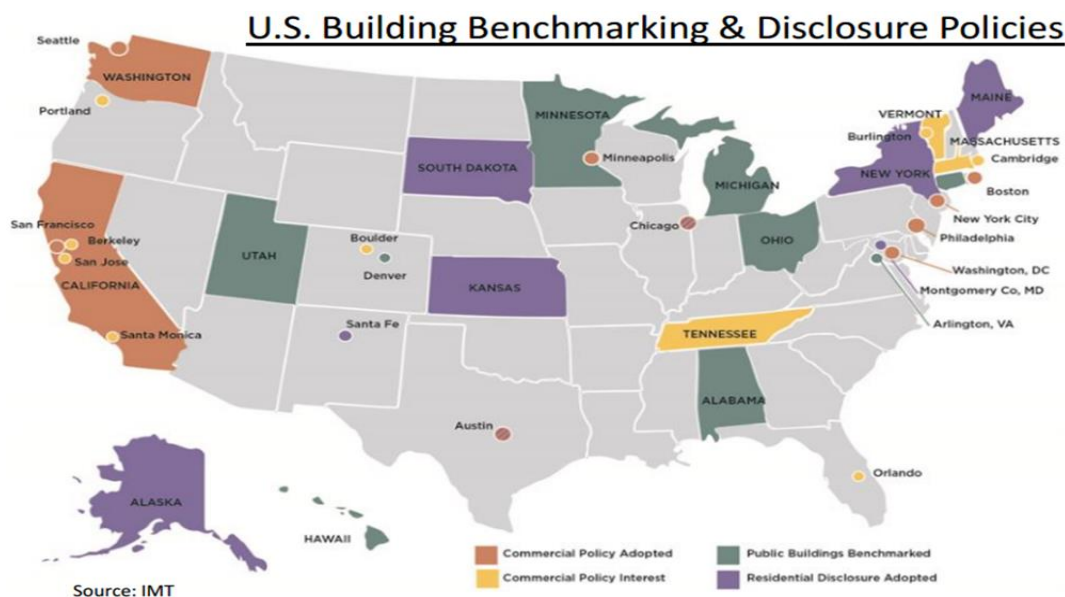 U.S. Building Benchmarking & Disclosure Policies
Seattle
WASHINGTON
Portland
MINNESOTA
Minneapolis
SOUTH DAKOTA
MICHIGAN
MAINE
VERMONT
Burlington
MASSACHUSETTS
Cambridge
NEW YORK
Boston
New York City
Philadelphia
Washington, DC
Montgomery Co, MD
Arlington, VA
Chicago
OHIO
San Francisco
Berkeley
San Jose
CALIFORNIA
Santa Monica
UTAH
Boulder
Denver
KANSAS
Santa Fe
TENNESSEE
ALABAMA
Austin
Orlando
ALASKA
HAWAII
Commercial Policy Adopted
Commercial Policy Interest
Public Buildings Benchmarked
Residential Disclosure Adopted
Source: IMT